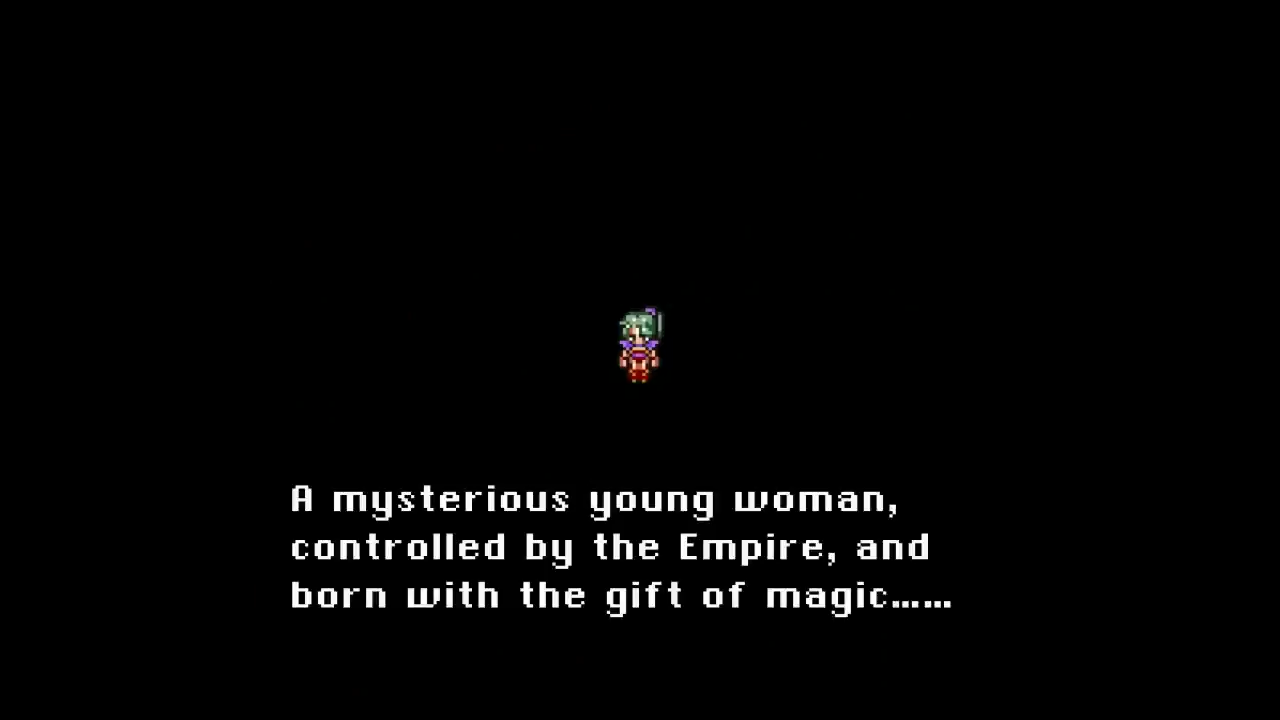 A mysterious young woman,
controlled by the Empire, and
born with the gift of magic……